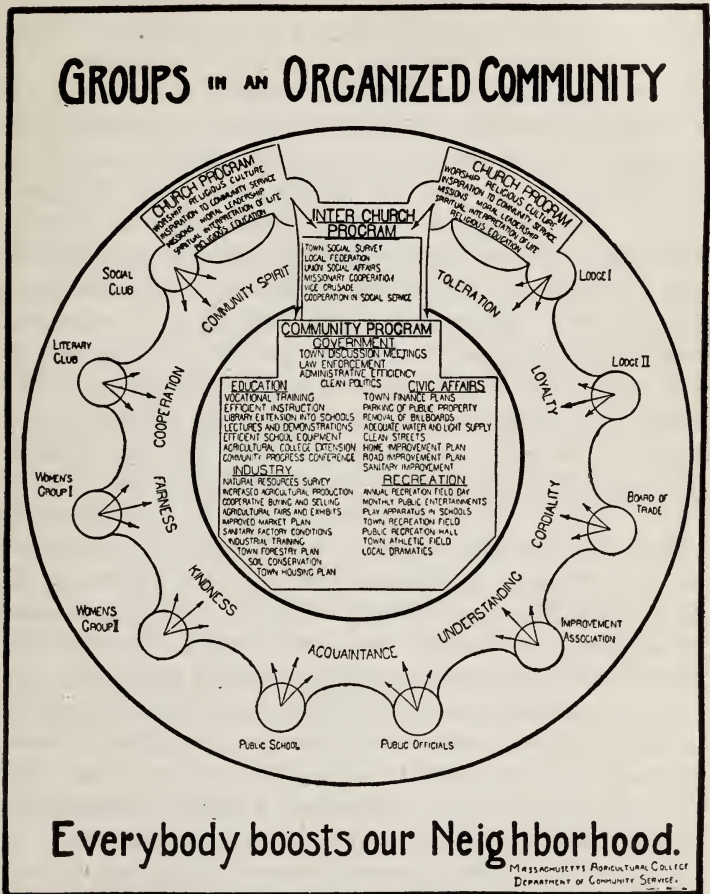 GROUPS IN AN ORGANIZED COMMUNITY
CHURCH PROGRAM
WORSHIP RELIGIOUS CULTURE
INSPIRATION TO COMMUNITY SERVICE
MISSIONS MORAL LEADERSHIP
SPIRITUAL INTERPRETATION OF LIFE
RELIGIOUS EDUCATION
CHURCH PROGRAM
WORSHIP RELIGIOUS CULTURE
INSPIRATION TO COMMUNITY SERVICE
MISSIONS MORAL LEADERSHIP
SPIRITUAL INTERPRETATION OF LIFE
RELIGIOUS EDUCATION
INTER CHURCH
PROGRAM
TOWN SOCIAL SURVEY
LOCAL FEDERATION
UNION SOCIAL AFFAIRS
MISSIONARY COOPERATION
VICE CRUSADE
COOPERATION IN SOCIAL SERVICE
SOCIAL
CLUB
COMMUNITY SPIRIT
TOLERATION
LODGE I
LITERARY
CLUB
COOPERATION
LOYALTY
LODGE II
COMMUNITY PROGRAM
GOVERNMENT
TOWN DISCUSSION MEETINGS
LAW ENFORCEMENT
ADMINISTRATIVE EFFICIENCY
CLEAN POLITICS
EDUCATION
VOCATIONAL TRAINING
EFFICIENT INSTRUCTION
LIBRARY EXTENSION INTO SCHOOLS
LECTURES AND DEMONSTRATIONS
EFFICIENT SCHOOL EQUIPMENT
AGRICULTURAL COLLEGE EXTENSION
COMMUNITY PROGRESS CONFERENCE
INDUSTRY
NATURAL RESOURCES SURVEY
INCREASED AGRICULTURAL PRODUCTION
COOPERATIVE BUYING AND SELLING
AGRICULTURAL FAIRS AND EXHIBITS
IMPROVED MARKET PLAN
SANITARY FACTORY CONDITIONS
INDUSTRIAL TRAINING
TOWN FORESTRY PLAN
SOIL CONSERVATION
TOWN HOUSING PLAN
CIVIC AFFAIRS
TOWN FINANCE PLANS
PARKING OF PUBLIC PROPERTY
REMOVAL OF BILLBOARDS
ADEQUATE WATER AND LIGHT SUPPLY
CLEAN STREETS
HOME IMPROVEMENT PLAN
ROAD IMPROVEMENT PLAN
SANITARY IMPROVEMENT
RECREATION
ANNUAL RECREATION FIELD DAY
MONTHLY PUBLIC ENTERTAINMENTS
PLAY APPARATUS IN SCHOOLS
TOWN RECREATION FIELD
PUBLIC RECREATION HALL
TOWN ATHLETIC FIELD
LOCAL DRAMATICS
WOMEN'S
GROUP I
FAIRNESS
CORDIALITY
BOARD OF
TRADE
WOMEN'S
GROUP II
KINDNESS
UNDERSTANDING
IMPROVEMENT
ASSOCIATION
ACQUAINTANCE
PUBLIC SCHOOL
PUBLIC OFFICIALS
Everybody boosts our Neighborhood.
MASSACHUSETTS AGRICULTURAL COLLEGE
DEPARTMENT OF COMMUNITY SERVICE.